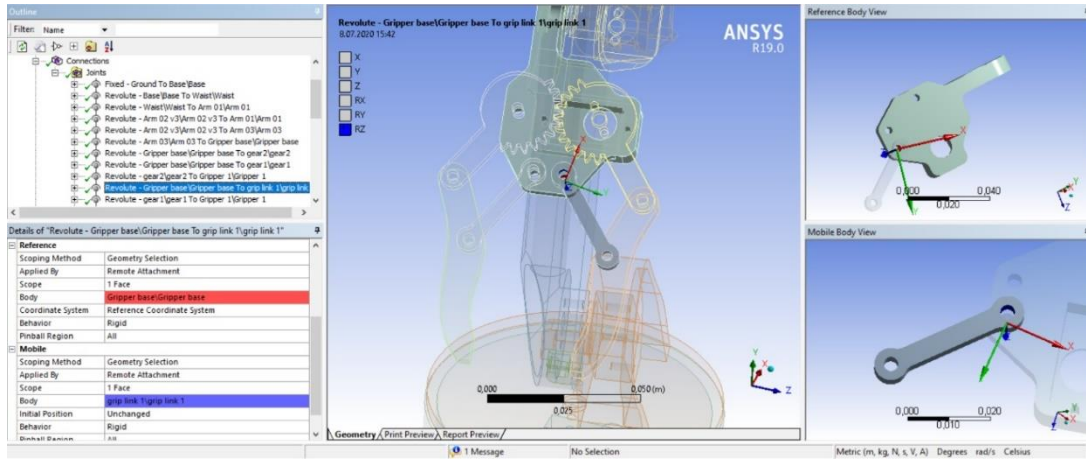 Outline
Filter: Name
Connections
Joints
Fixed - Ground To Base\Base
Revolute - Base\Base To Waist\Waist
Revolute - Waist\Waist To Arm 01\Arm 01
Revolute - Arm 02 v3\Arm 02 v3 To Arm 01\Arm 01
Revolute - Arm 02 v3\Arm 02 v3 To Arm 03\Arm 03
Revolute - Arm 03\Arm 03 To Gripper base\Gripper base
Revolute - Gripper base\Gripper base To gear2\gear2
Revolute - Gripper base\Gripper base To gear1\gear1
Revolute - gear2\gear2 To Gripper 1\Gripper 1
Revolute - Gripper base\Gripper base To grip link 1\grip link
Revolute - gear1\gear1 To Gripper 1\Gripper 1
Details of "Revolute - Gripper base\Gripper base To grip link 1\grip link 1"
Reference
Scoping Method Geometry Selection
Applied By Remote Attachment
Scope 1 Face
Body Gripper base\Gripper base
Coordinate System Reference Coordinate System
Behavior Rigid
Pinball Region All
Mobile
Scoping Method Geometry Selection
Applied By Remote Attachment
Scope 1 Face
Body grip link 1\grip link 1
Initial Position Unchanged
Behavior Rigid
Pinball Region All
Revolute - Gripper base\Gripper base To grip link 1\grip link 1
8.07.2020 15:42
X
Y
Z
RX
RY
RZ
ANSYS
R19.0
X
Y
0,000
0,050 (m)
0,025
Y
X
Z
Geometry
Print Preview
Report Preview
Reference Body View
X
Y
0,000
0,040
0,020
Y
Z
Mobile Body View
X
Y
0,000
0,020
0,010
Y
Z
1 Message
No Selection
Metric (m, kg, N, s, V, A) Degrees rad/s Celsius